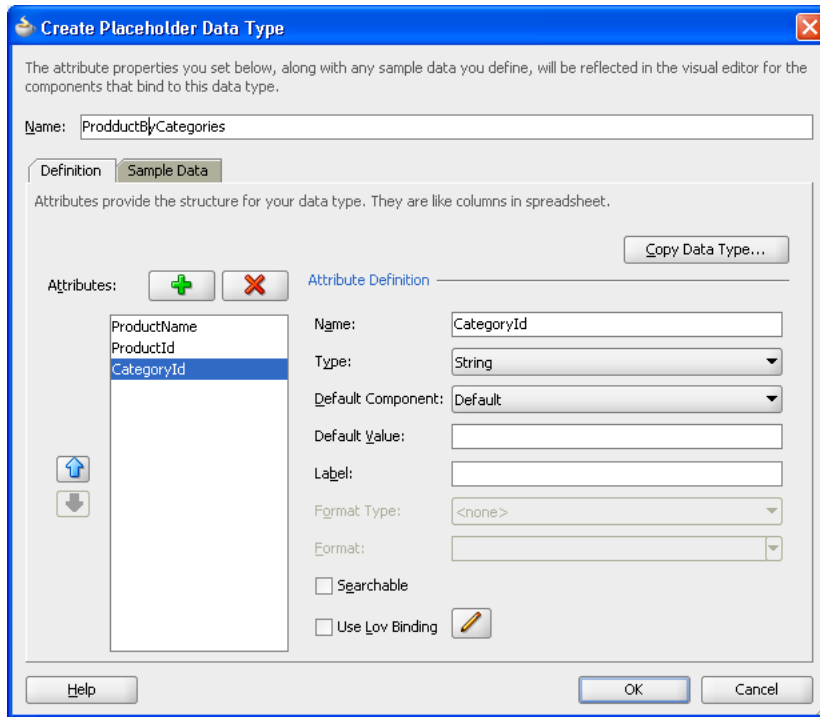 Create Placeholder Data Type
The attribute properties you set below, along with any sample data you define, will be reflected in the visual editor for the
components that bind to this data type.
Name: ProdductByCategories
Definition Sample Data
Attributes provide the structure for your data type. They are like columns in spreadsheet.
Copy Data Type...
Attributes: Attribute Definition
ProductName
ProductId
CategoryId
Name: CategoryId
Type: String
Default Component: Default
Default Value:
Label:
Format Type: <none>
Format:
Searchable
Use Lov Binding
Help OK Cancel